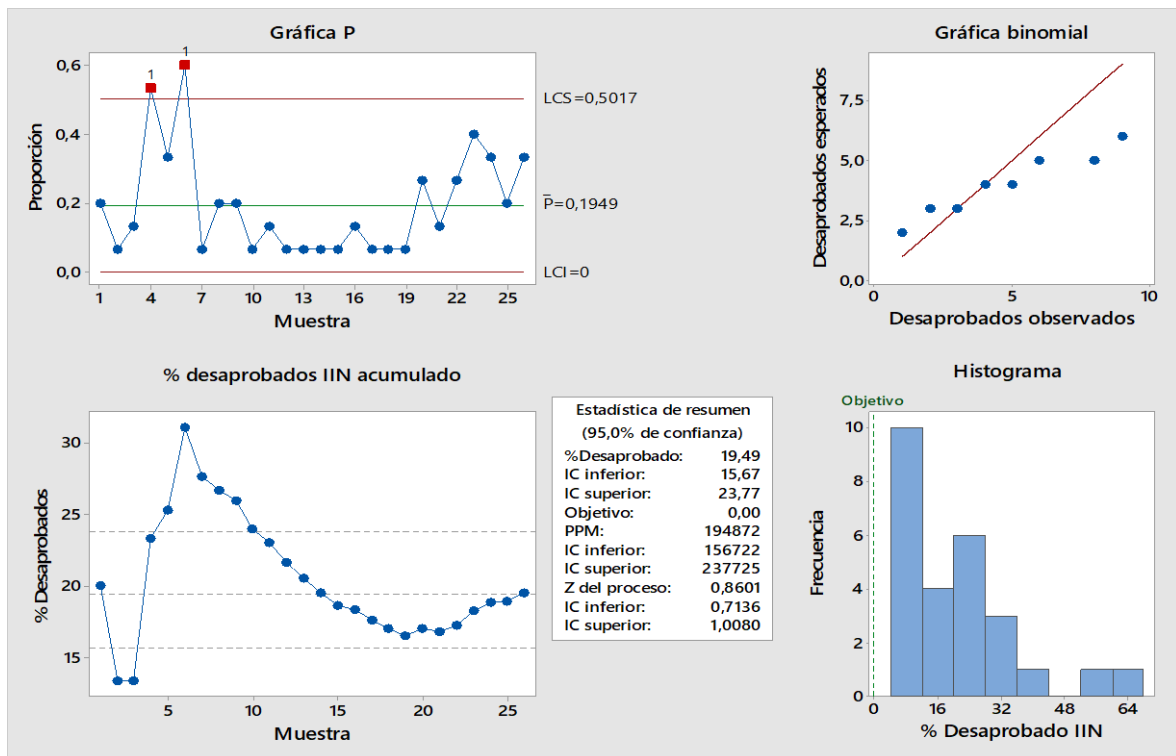 Gráfica P
0,6
0,4
0,2
0,0
Proporción
1
1
LCS=0,5017
P=0,1949
LCI=0
1 4 7 10 13 16 19 22 25
Muestra
Gráfica binomial
7,5
5,0
2,5
0,0
Desaprobados esperados
0 5 10
Desaprobados observados
% desaprobados IIN acumulado
30
25
20
15
% Desaprobados
5 10 15 20 25
Muestra
Estadística de resumen
(95,0% de confianza)
%Desaprobado: 19,49
IC inferior: 15,67
IC superior: 23,77
Objetivo: 0,00
PPM: 194872
IC inferior: 156722
IC superior: 237725
Z del proceso: 0,8601
IC inferior: 0,7136
IC superior: 1,0080
Histograma
Objetivo
10
8
6
4
2
0
Frecuencia
0 16 32 48 64
% Desaprobado IIN